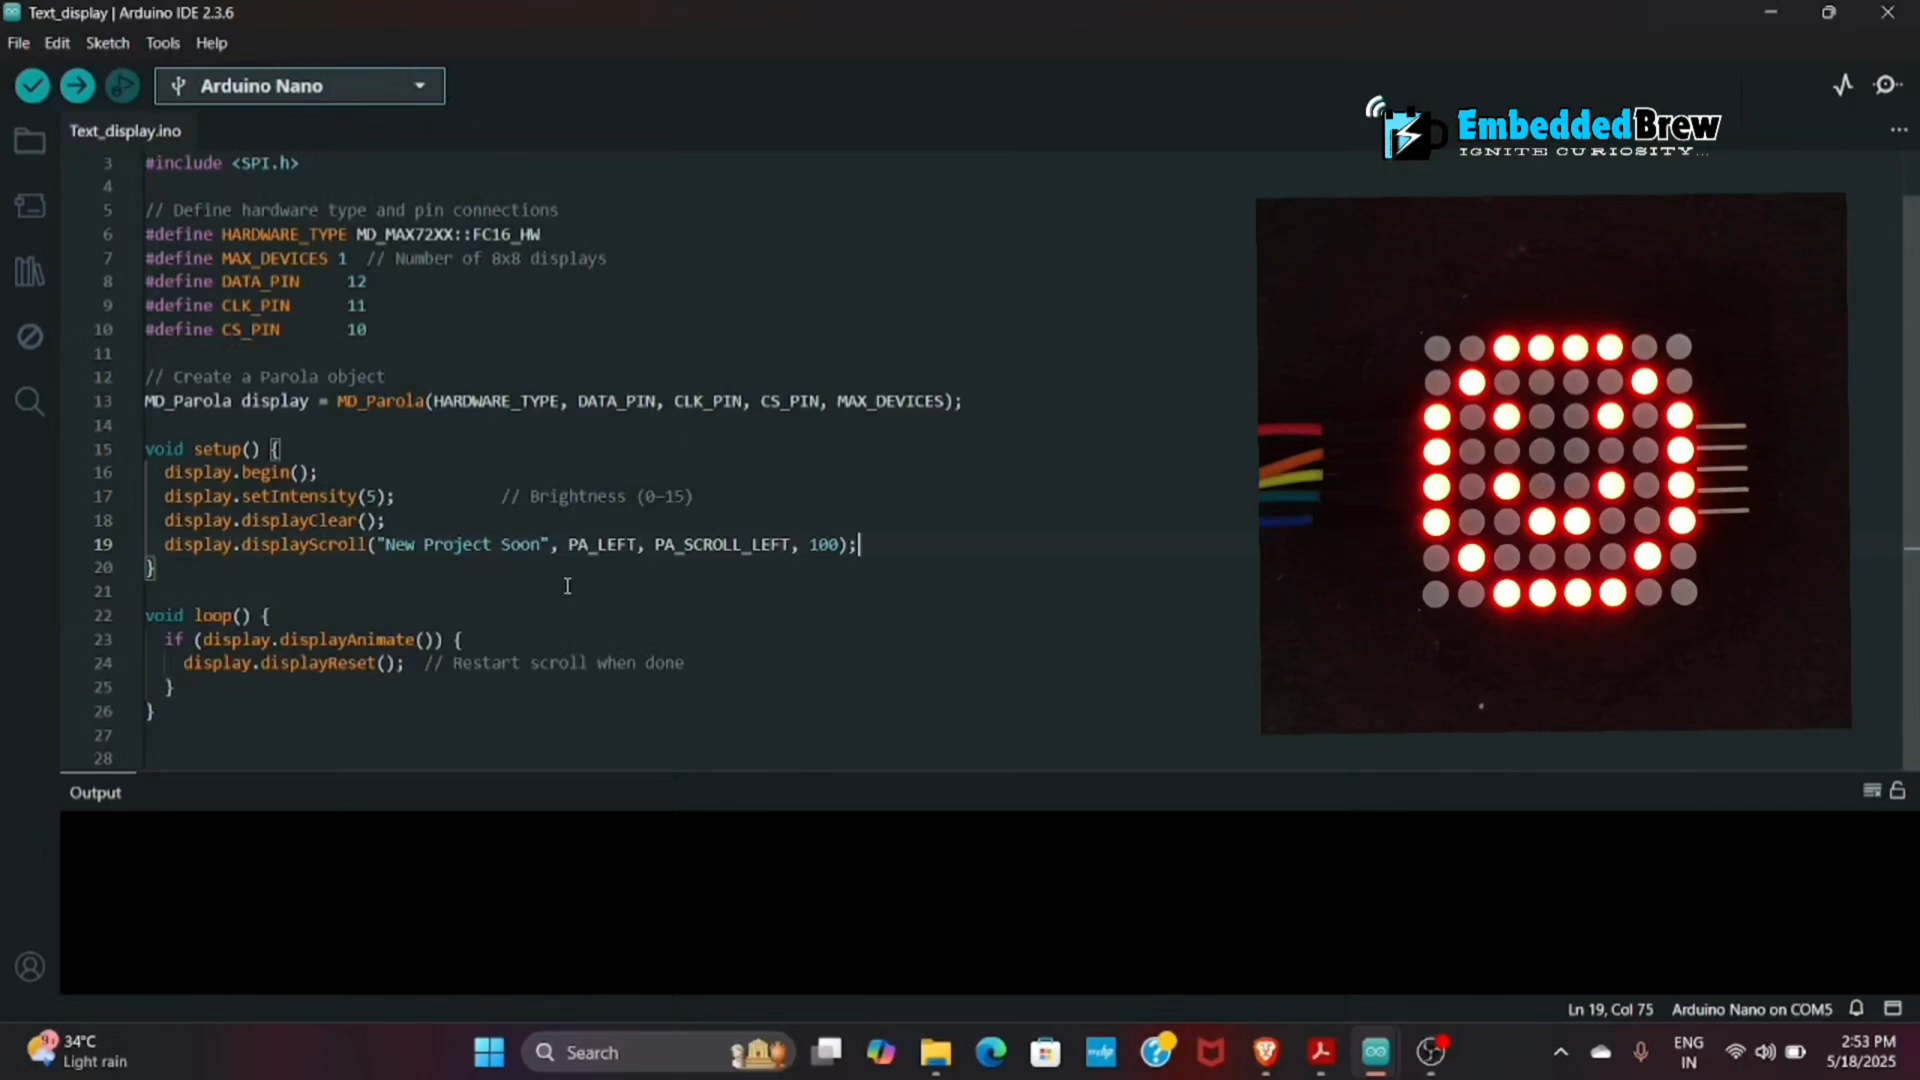 Text_display | Arduino IDE 2.3.6
File Edit Sketch Tools Help
Arduino Nano
EmbeddedBrew
IGNITE CURIOSITY...
Text_display.ino
3 #include <SPI.h>
4
5 // Define hardware type and pin connections
6 #define HARDWARE_TYPE MD_MAX72XX::FC16_HW
7 #define MAX_DEVICES 1 // Number of 8x8 displays
8 #define DATA_PIN 12
9 #define CLK_PIN 11
10 #define CS_PIN 10
11
12 // Create a Parola object
13 MD_Parola display = MD_Parola(HARDWARE_TYPE, DATA_PIN, CLK_PIN, CS_PIN, MAX_DEVICES);
14
15 void setup() {
16 display.begin();
17 display.setIntensity(5); // Brightness (0–15)
18 display.displayClear();
19 display.displayScroll("New Project Soon", PA_LEFT, PA_SCROLL_LEFT, 100);
20 }
21
22 void loop() {
23 if (display.displayAnimate()) {
24 display.displayReset(); // Restart scroll when done
25 }
26 }
27
28
Output
Ln 19, Col 75 Arduino Nano on COM5
9+ 34°C
Light rain
Search
myhp
ENG
IN
2:53 PM
5/18/2025